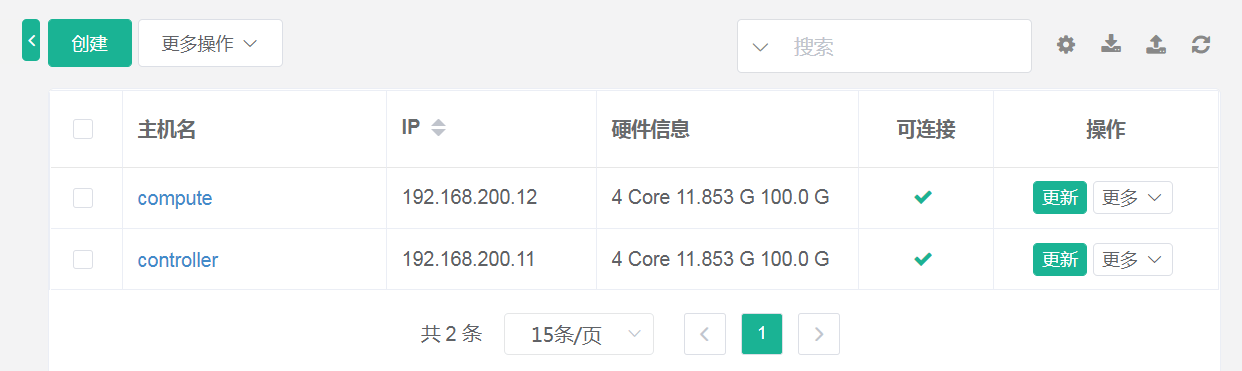 创建 更多操作 搜索
主机名 IP 硬件信息 可连接 操作
compute 192.168.200.12 4 Core 11.853 G 100.0 G 更新 更多
controller 192.168.200.11 4 Core 11.853 G 100.0 G 更新 更多
共 2 条 15条/页 1